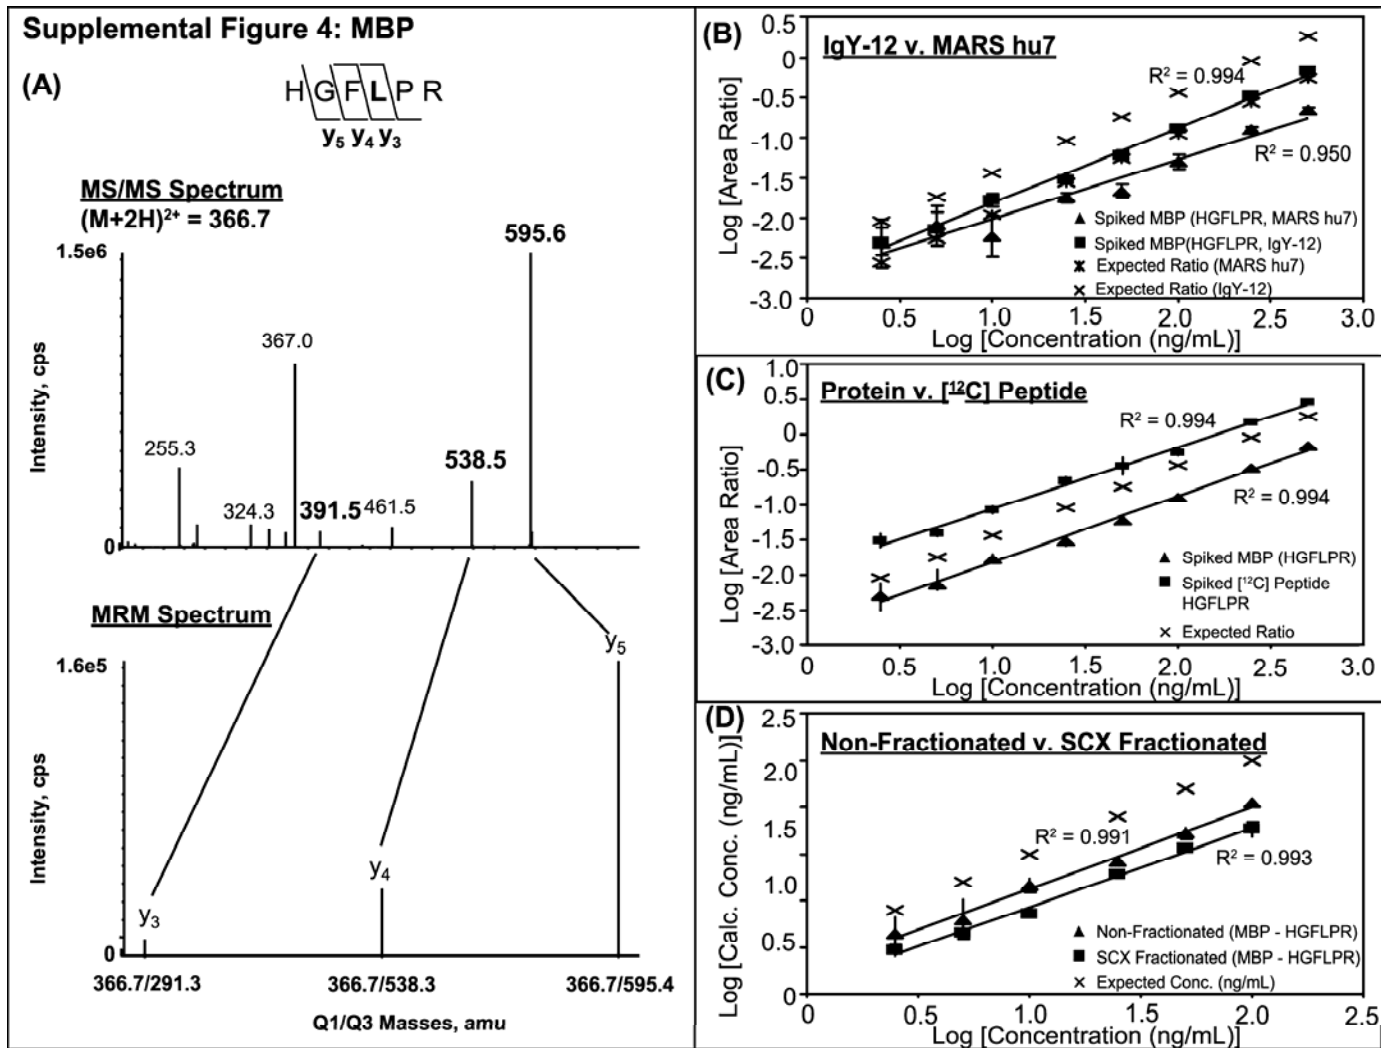 Supplemental Figure 4: MBP
(A)
H G F L P R
y5 y4 y3
MS/MS Spectrum
(M+2H)2+ = 366.7
1.5e6
595.6
367.0
255.3
538.5
324.3
391.5
461.5
0
Intensity, cps
MRM Spectrum
1.6e5
y5
y4
y3
0
Intensity, cps
366.7/291.3
366.7/538.3
366.7/595.4
Q1/Q3 Masses, amu
(B)
IgY-12 v. MARS hu7
0.5
0
-0.5
-1.0
-1.5
-2.0
-2.5
-3.0
Log [Area Ratio]
R2 = 0.994
R2 = 0.950
Spiked MBP (HGFLPR, MARS hu7)
Spiked MBP(HGFLPR, IgY-12)
Expected Ratio (MARS hu7)
Expected Ratio (IgY-12)
0 0.5 1.0 1.5 2.0 2.5 3.0
Log [Concentration (ng/mL)]
(C)
Protein v. [12C] Peptide
1.0
0.5
0
-0.5
-1.0
-1.5
-2.0
-2.5
-3.0
Log [Area Ratio]
R2 = 0.994
R2 = 0.994
Spiked MBP (HGFLPR)
Spiked [12C] Peptide
HGFLPR
Expected Ratio
0 0.5 1.0 1.5 2.0 2.5 3.0
Log [Concentration (ng/mL)]
(D)
Non-Fractionated v. SCX Fractionated
2.5
2.0
1.5
1.0
0.5
0
Log [Calc. Conc. (ng/mL)]
R2 = 0.991
R2 = 0.993
Non-Fractionated (MBP - HGFLPR)
SCX Fractionated (MBP - HGFLPR)
Expected Conc. (ng/mL)
0 0.5 1.0 1.5 2.0 2.5
Log [Concentration (ng/mL)]